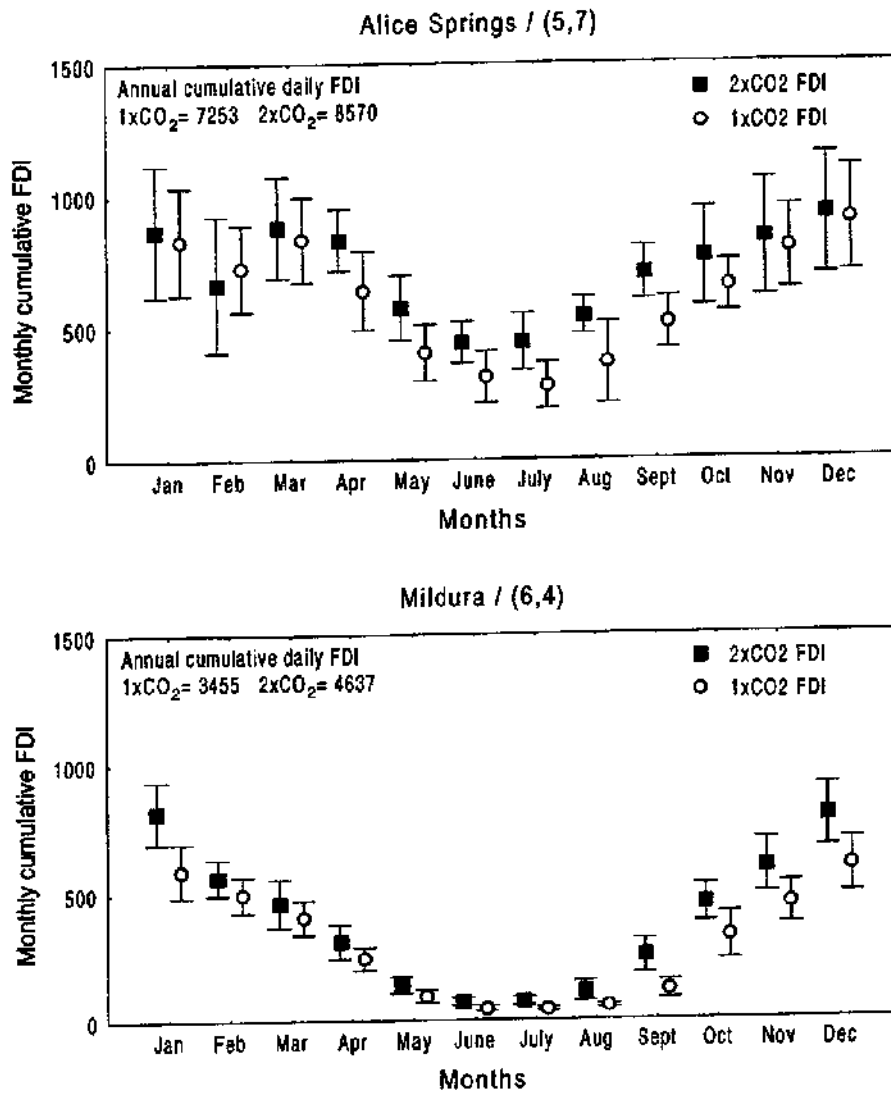 Alice Springs / (5,7)
1500
Annual cumulative daily FDI
1xCO₂= 7253 2xCO₂= 8570
2xCO2 FDI
1xCO2 FDI
1000
500
0
Monthly cumulative FDI
Jan Feb Mar Apr May June July Aug Sept Oct Nov Dec
Months
Mildura / (6,4)
1500
Annual cumulative daily FDI
1xCO₂= 3455 2xCO₂= 4637
2xCO2 FDI
1xCO2 FDI
1000
500
0
Monthly cumulative FDI
Jan Feb Mar Apr May June July Aug Sept Oct Nov Dec
Months